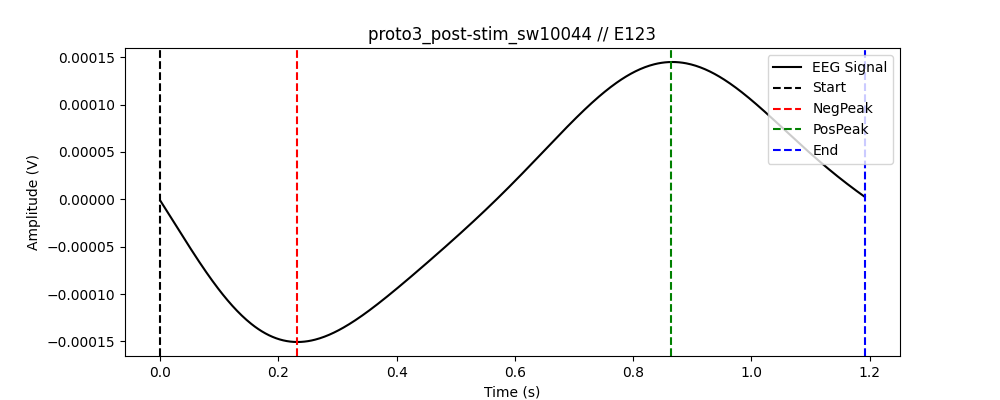 proto3_post-stim_sw10044 // E123
Amplitude (V)
0.00015
0.00010
0.00005
0.00000
−0.00005
−0.00010
−0.00015
EEG Signal
Start
NegPeak
PosPeak
End
0.0 0.2 0.4 0.6 0.8 1.0 1.2
Time (s)